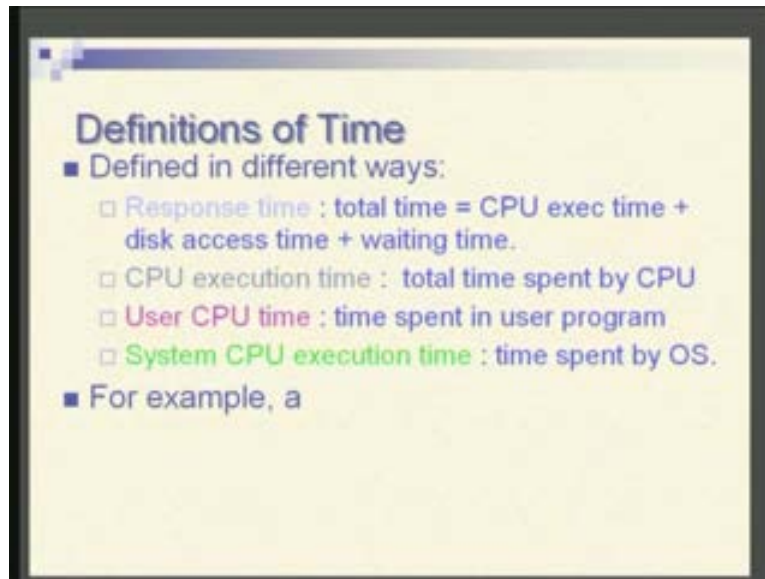 Definitions of Time
Defined in different ways:
Response time : total time = CPU exec time +
disk access time + waiting time.
CPU execution time : total time spent by CPU
User CPU time : time spent in user program
System CPU execution time : time spent by OS.
For example, a